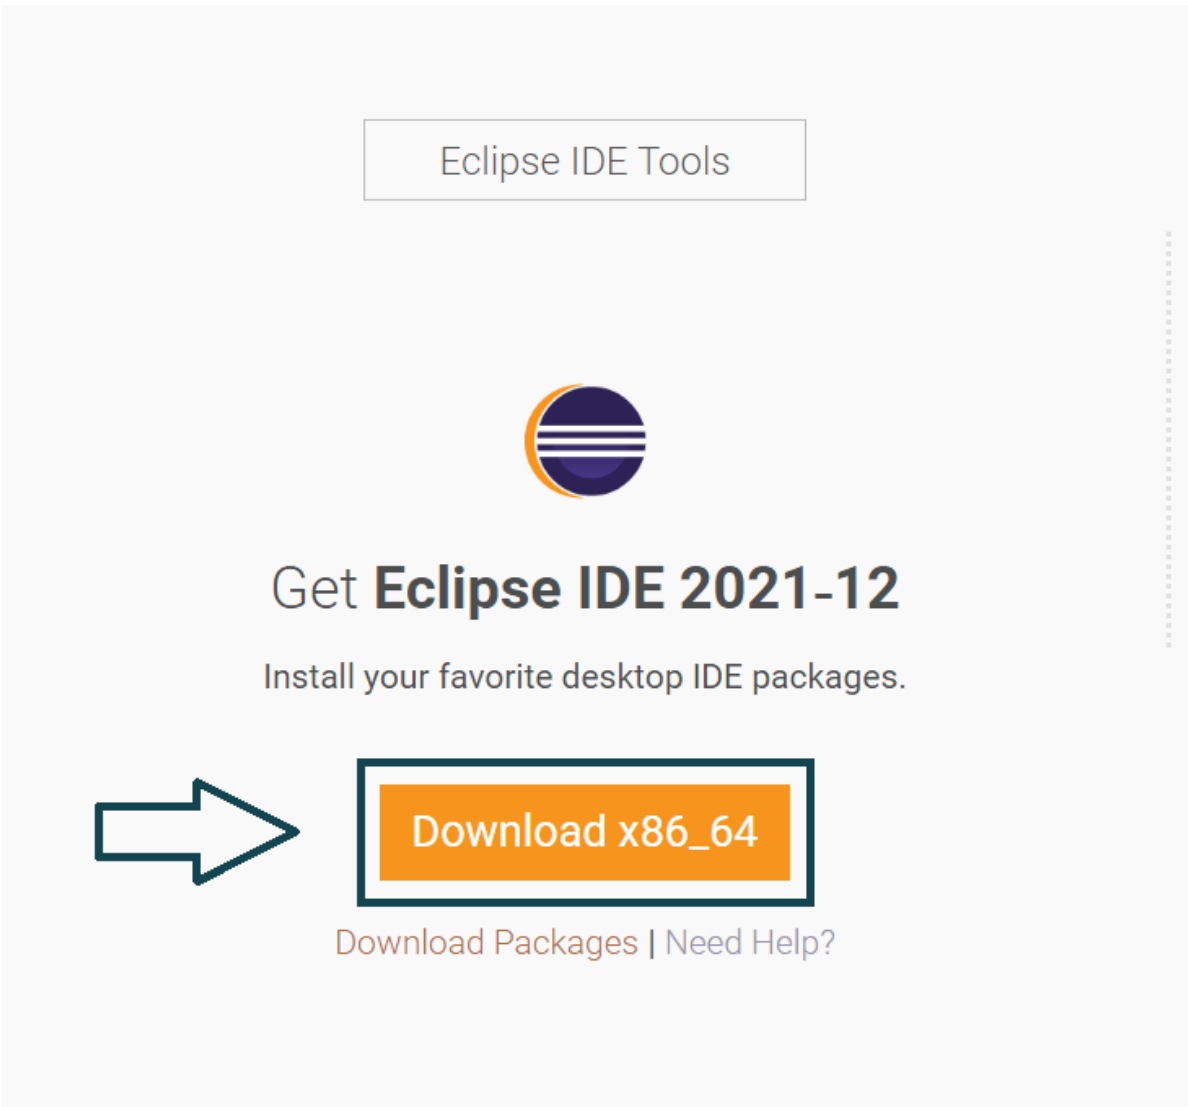 Eclipse IDE Tools
Get Eclipse IDE 2021-12
Install your favorite desktop IDE packages.
Download x86_64
Download Packages | Need Help?